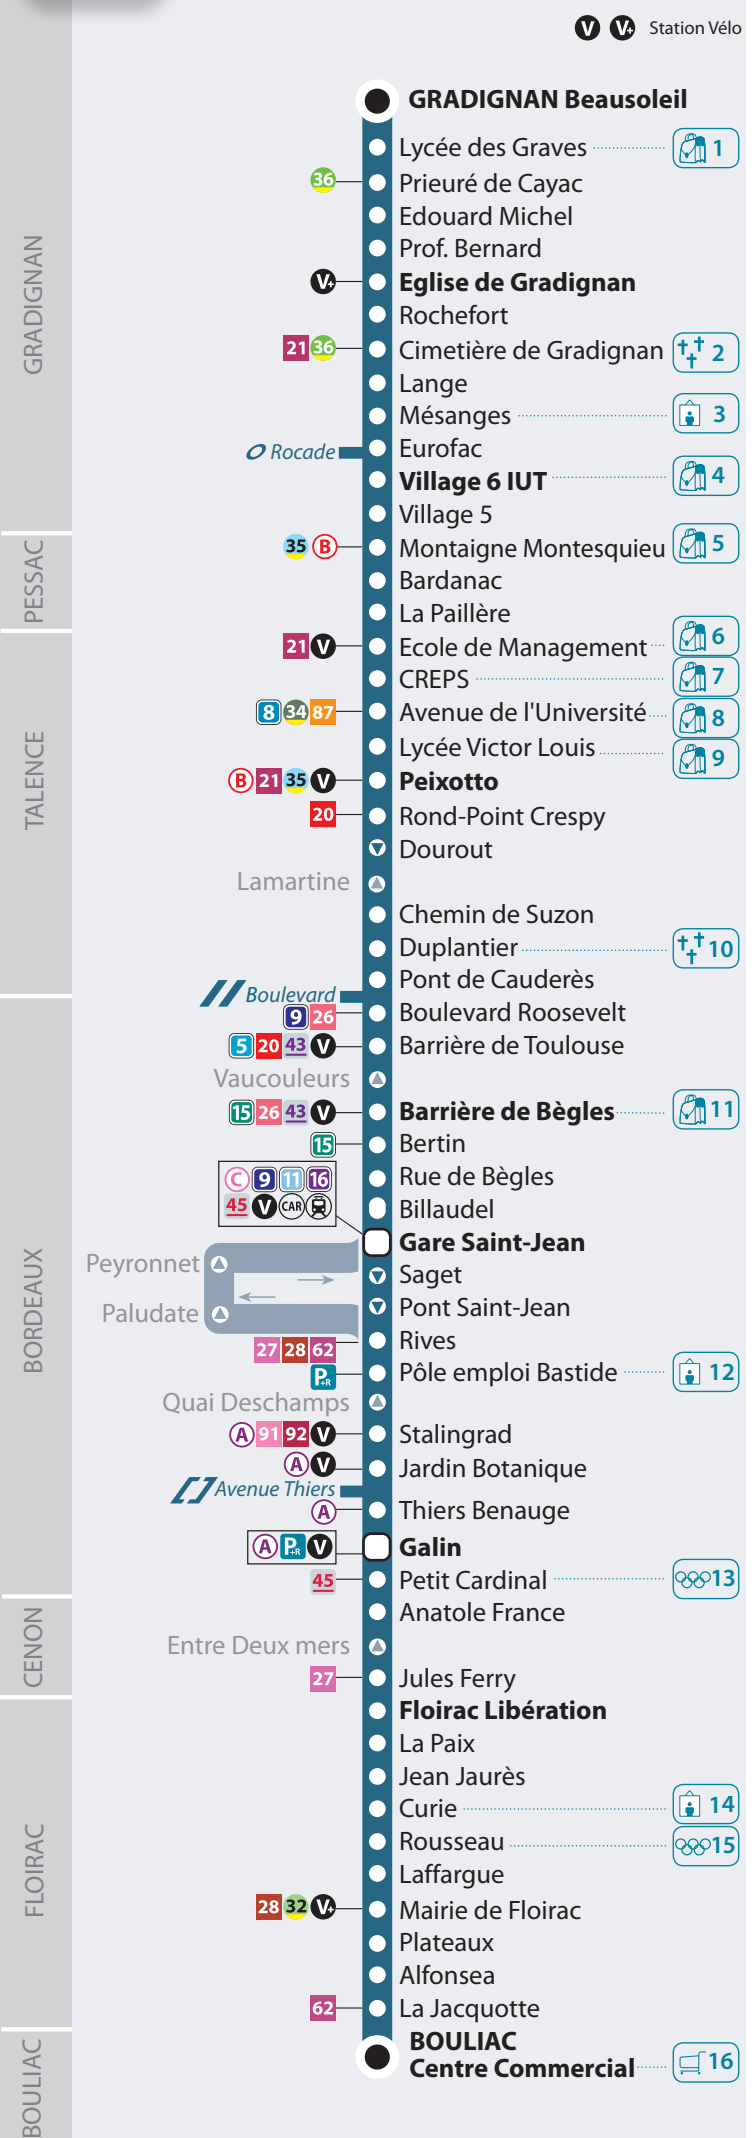 V V+ Station Vélo
GRADIGNAN Beausoleil
Lycée des Graves 1
36 Prieuré de Cayac
Edouard Michel
Prof. Bernard
GRADIGNAN
V+ Eglise de Gradignan
Rochefort
21 36 Cimetière de Gradignan 2
Lange
Mésanges 3
Rocade Eurofac
Village 6 IUT 4
Village 5
PESSAC
35 B Montaigne Montesquieu 5
Bardanac
La Paillère
TALENCE
21 V Ecole de Management 6
CREPS 7
8 34 87 Avenue de l'Université 8
Lycée Victor Louis 9
B 21 35 V Peixotto
20 Rond-Point Crespy
Dourout
Lamartine
Chemin de Suzon
Duplantier 10
Pont de Cauderès
BORDEAUX
Boulevard
9 26 Boulevard Roosevelt
5 20 43 V Barrière de Toulouse
Vaucouleurs
15 26 43 V Barrière de Bègles 11
15 Bertin
C 9 11 16 Rue de Bègles
45 V CAR Billaudel
Gare Saint-Jean
Peyronnet Saget
Paludate Pont Saint-Jean
27 28 62 Rives
P+R Pôle emploi Bastide 12
Quai Deschamps
A 91 92 V Stalingrad
A V Jardin Botanique
Avenue Thiers
A Thiers Benauge
A P+R V Galin
45 Petit Cardinal 13
CENON
Anatole France
Entre Deux mers
27 Jules Ferry
FLOIRAC
Floirac Libération
La Paix
Jean Jaurès
Curie 14
Rousseau 15
Laffargue
28 32 V+ Mairie de Floirac
Plateaux
Alfonsea
62 La Jacquotte
BOULIAC
BOULIAC
Centre Commercial 16